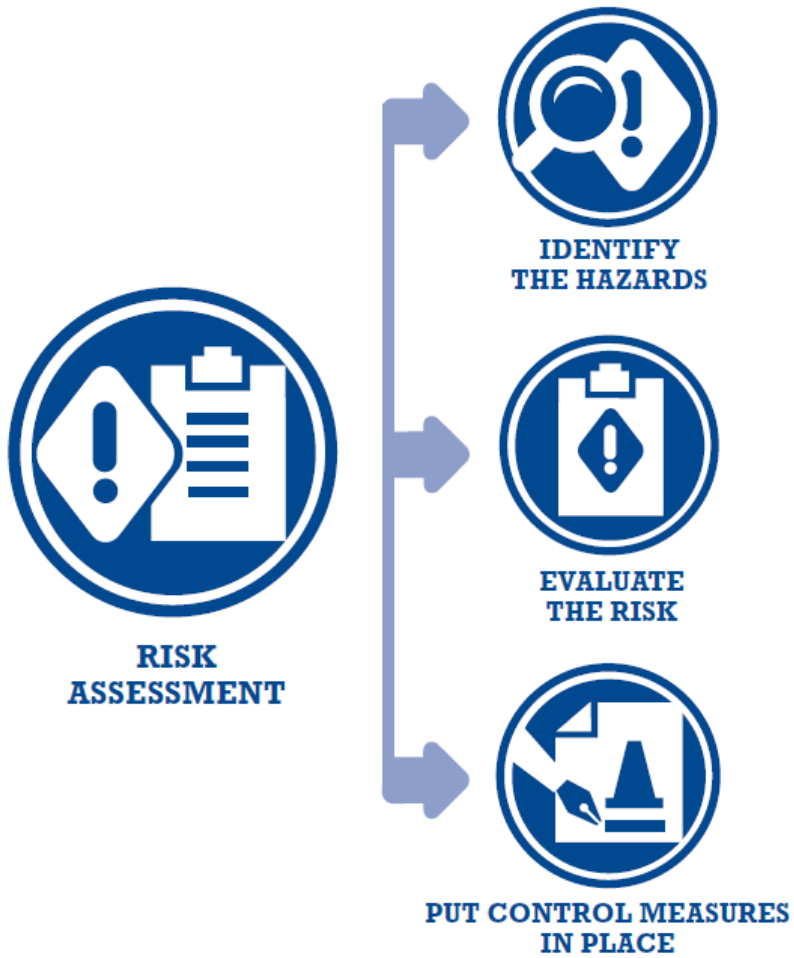 IDENTIFY
THE HAZARDS
EVALUATE
THE RISK
RISK
ASSESSMENT
PUT CONTROL MEASURES
IN PLACE